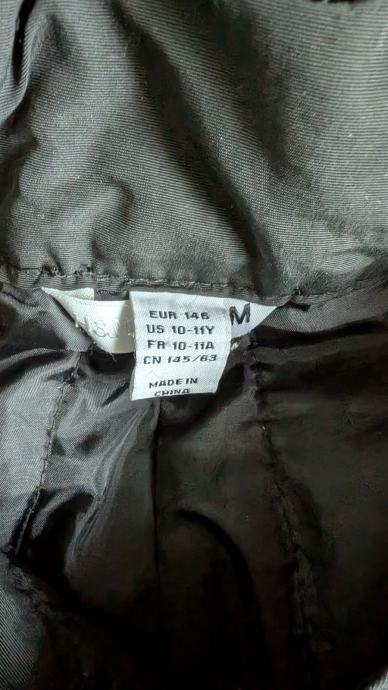 M
EUR 146
US 10-11Y
FR 10-11A
CN 145/63
MADE IN
CHINA